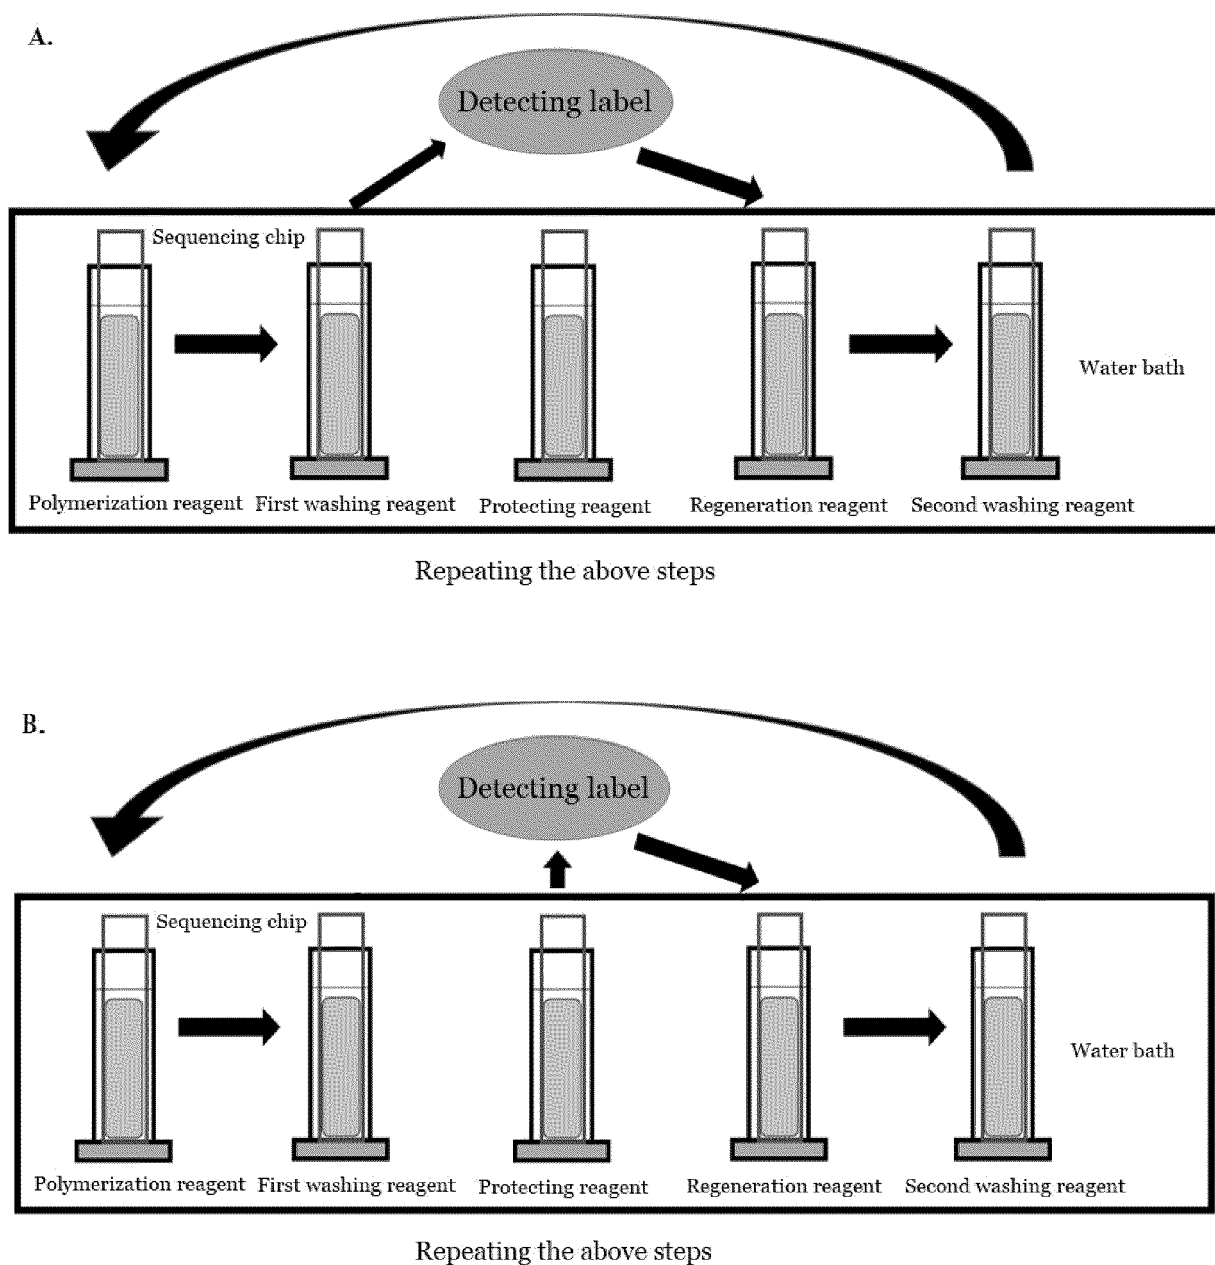 A.
Detecting label
Sequencing chip
Water bath
Polymerization reagent First washing reagent Protecting reagent Regeneration reagent Second washing reagent
Repeating the above steps
B.
Detecting label
Sequencing chip
Water bath
Polymerization reagent First washing reagent Protecting reagent Regeneration reagent Second washing reagent
Repeating the above steps